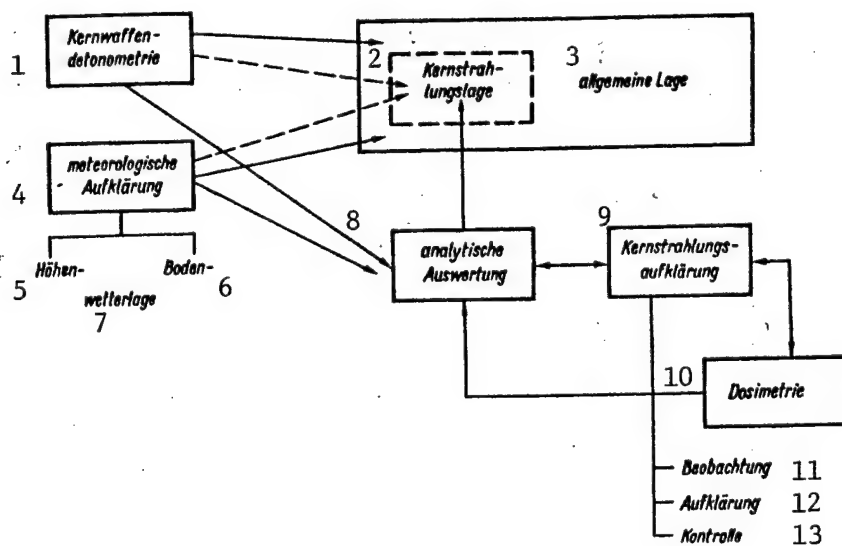 1
Kernwaffen-
detonometrie
2
Kernstrah-
lungslage
3
allgemeine Lage
4
meteorologische
Aufklärung
5
Höhen-
Boden-
6
wetterlage
7
8
analytische
Auswertung
9
Kernstrahlungs-
aufklärung
10
Dosimetrie
Beobachtung 11
Aufklärung 12
Kontrolle 13